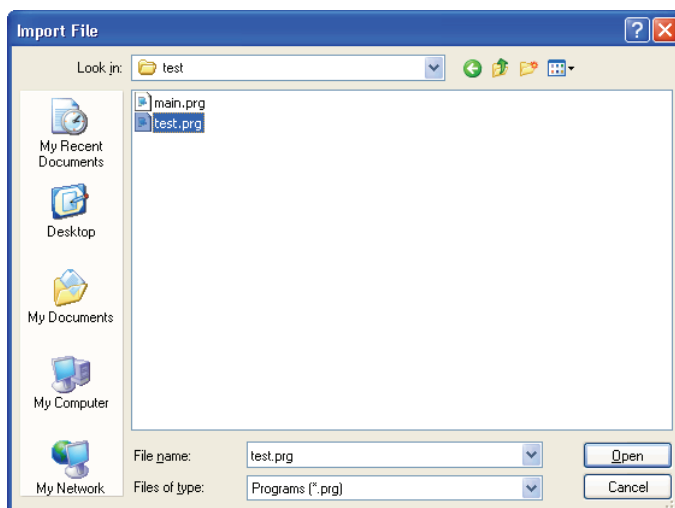 Import File
Look in: test
main.prg
test.prg
My Recent
Documents
Desktop
My Documents
My Computer
My Network
File name: test.prg Open
Files of type: Programs (*.prg) Cancel